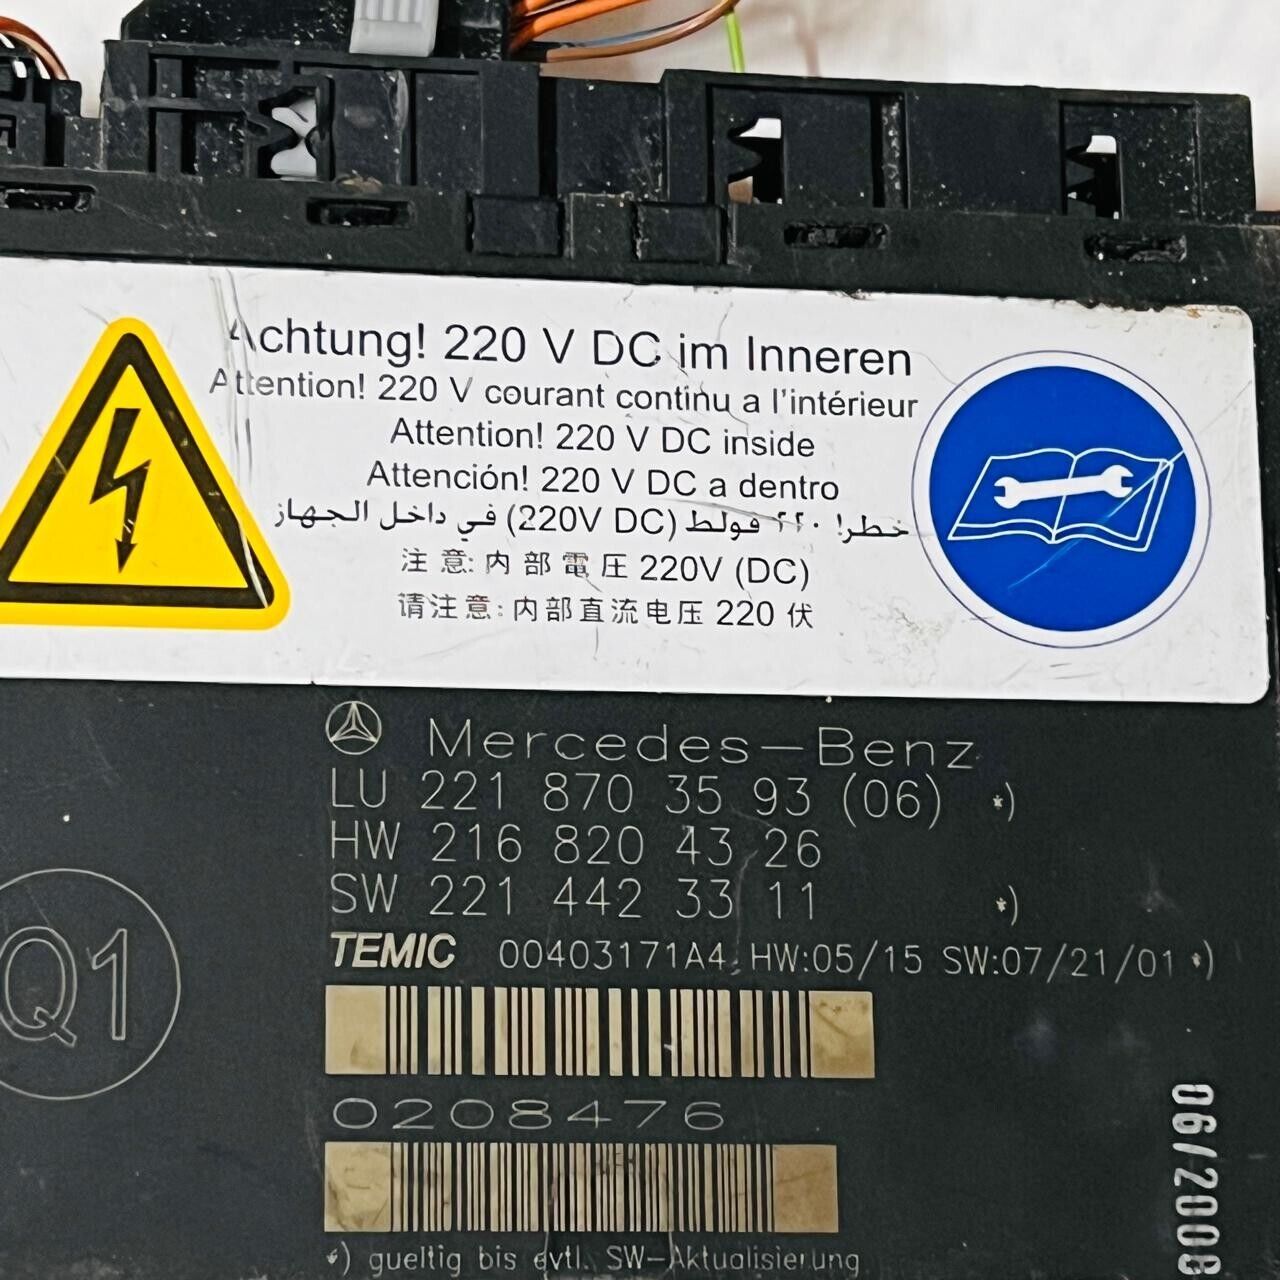 Achtung! 220 V DC im Inneren
Attention! 220 V courant continu a l'intérieur
Attention! 220 V DC inside
Attención! 220 V DC a dentro
خطر! ٢٢٠ فولط (220V DC) في داخل الجهاز
注意: 内部電圧 220V (DC)
请注意: 内部直流电压 220 伏
Mercedes-Benz
LU 221 870 35 93 (06) *)
HW 216 820 43 26
SW 221 442 33 11 *)
TEMIC 00403171A4 HW:05/15 SW:07/21/01 *)
Q1
0208476
*) gueltig bis evtl. SW-Aktualisierung
06/2008